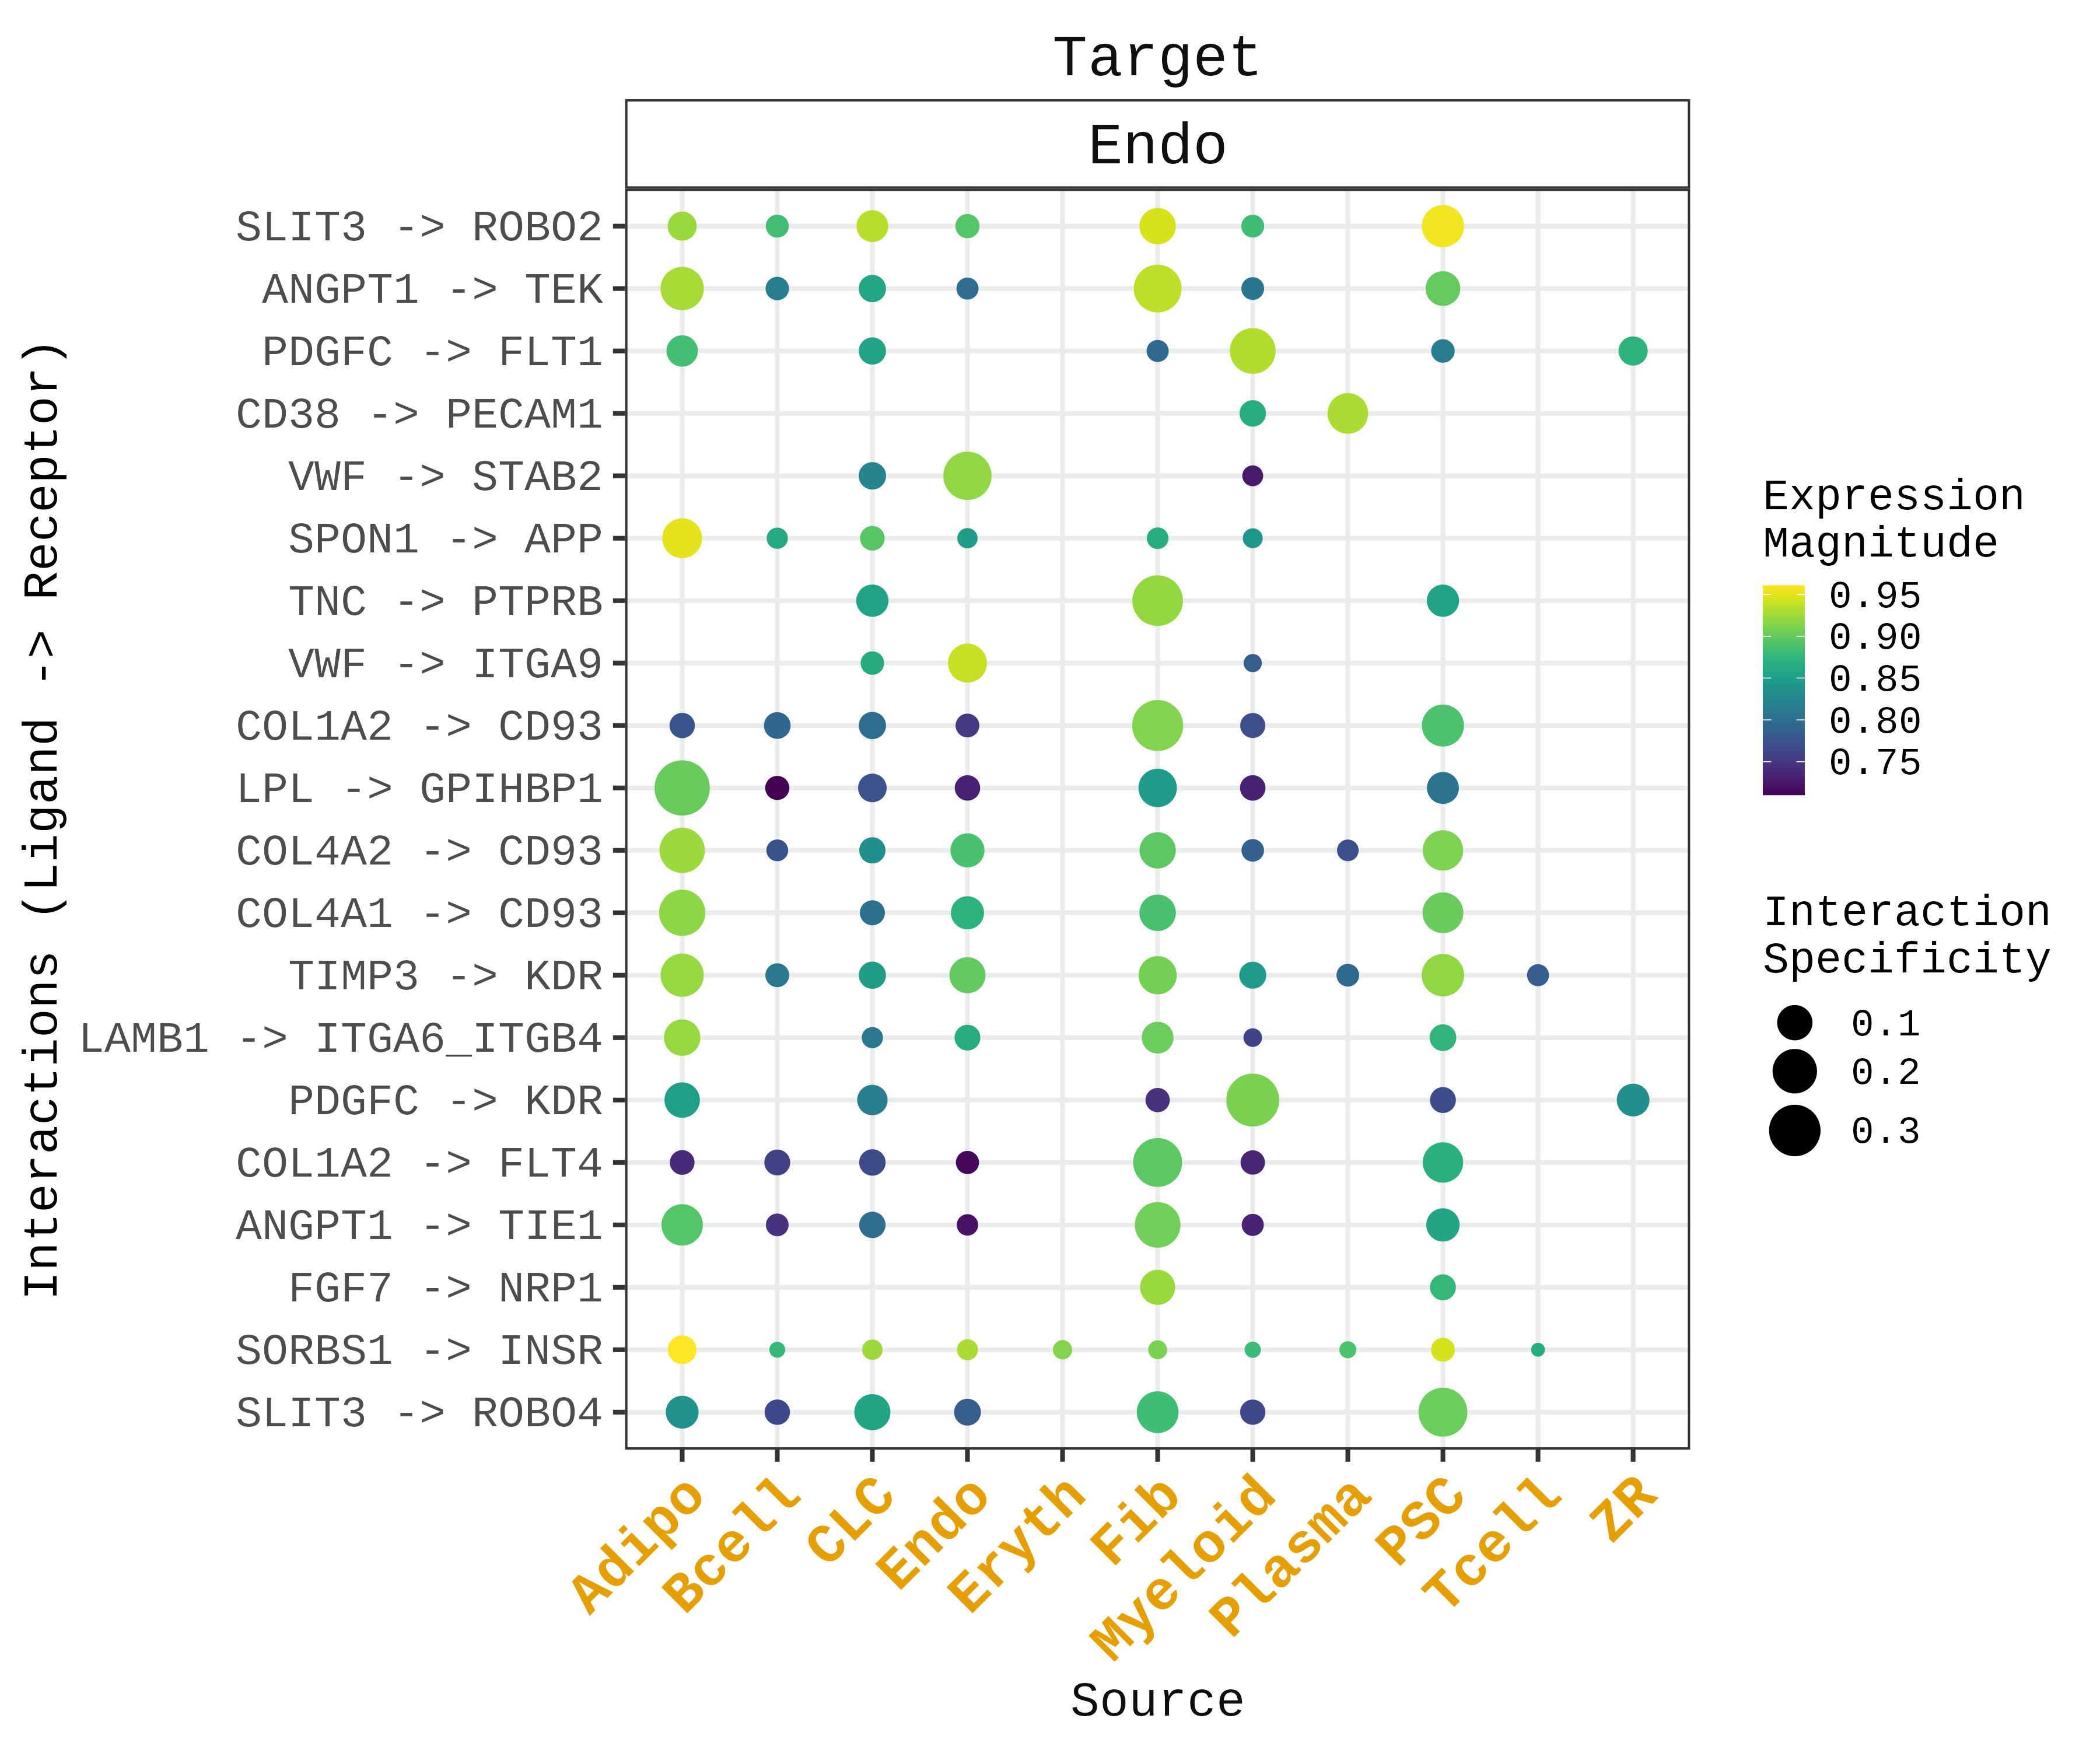 Target
Endo
Interactions (Ligand -> Receptor)
SLIT3 -> ROBO2
ANGPT1 -> TEK
PDGFC -> FLT1
CD38 -> PECAM1
VWF -> STAB2
SPON1 -> APP
TNC -> PTPRB
VWF -> ITGA9
COL1A2 -> CD93
LPL -> GPIHBP1
COL4A2 -> CD93
COL4A1 -> CD93
TIMP3 -> KDR
LAMB1 -> ITGA6_ITGB4
PDGFC -> KDR
COL1A2 -> FLT4
ANGPT1 -> TIE1
FGF7 -> NRP1
SORBS1 -> INSR
SLIT3 -> ROBO4
Adipo
Bcell
CLC
Endo
Eryth
Fib
Myeloid
Plasma
PSC
Tcell
ZR
Source
Expression
Magnitude
0.95
0.90
0.85
0.80
0.75
Interaction
Specificity
0.1
0.2
0.3